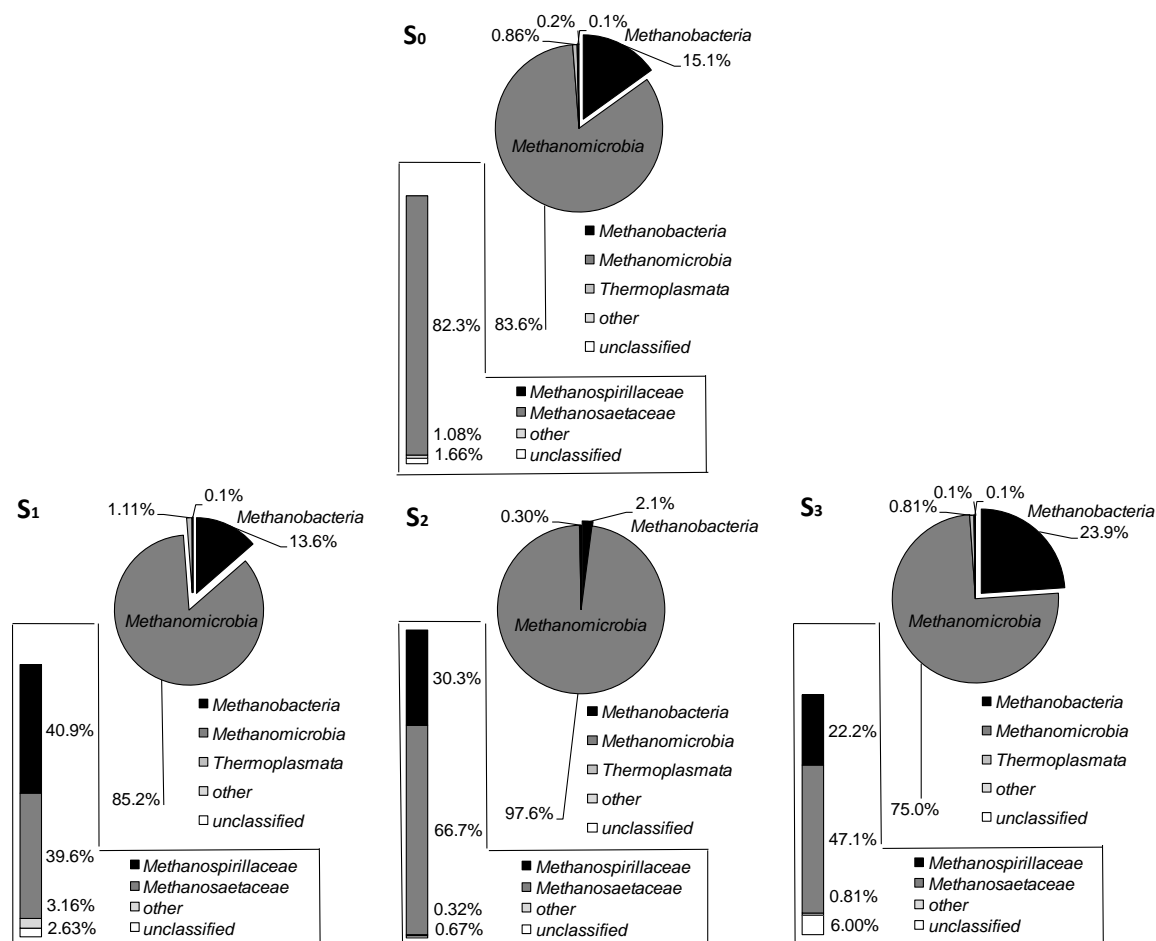 S0
0.2%
0.1%
0.86%
Methanobacteria
15.1%
Methanomicrobia
Methanobacteria
Methanomicrobia
Thermoplasmata
other
unclassified
82.3%
83.6%
1.08%
1.66%
Methanospirillaceae
Methanosaetaceae
other
unclassified
S1
1.11%
0.1%
Methanobacteria
13.6%
Methanomicrobia
Methanobacteria
Methanomicrobia
Thermoplasmata
other
unclassified
40.9%
85.2%
39.6%
3.16%
2.63%
Methanospirillaceae
Methanosaetaceae
other
unclassified
S2
0.30%
2.1%
Methanobacteria
Methanomicrobia
Methanobacteria
Methanomicrobia
Thermoplasmata
other
unclassified
30.3%
97.6%
66.7%
0.32%
0.67%
Methanospirillaceae
Methanosaetaceae
other
unclassified
S3
0.81%
0.1%
0.1%
Methanobacteria
23.9%
Methanomicrobia
Methanobacteria
Methanomicrobia
Thermoplasmata
other
unclassified
22.2%
75.0%
47.1%
0.81%
6.00%
Methanospirillaceae
Methanosaetaceae
other
unclassified